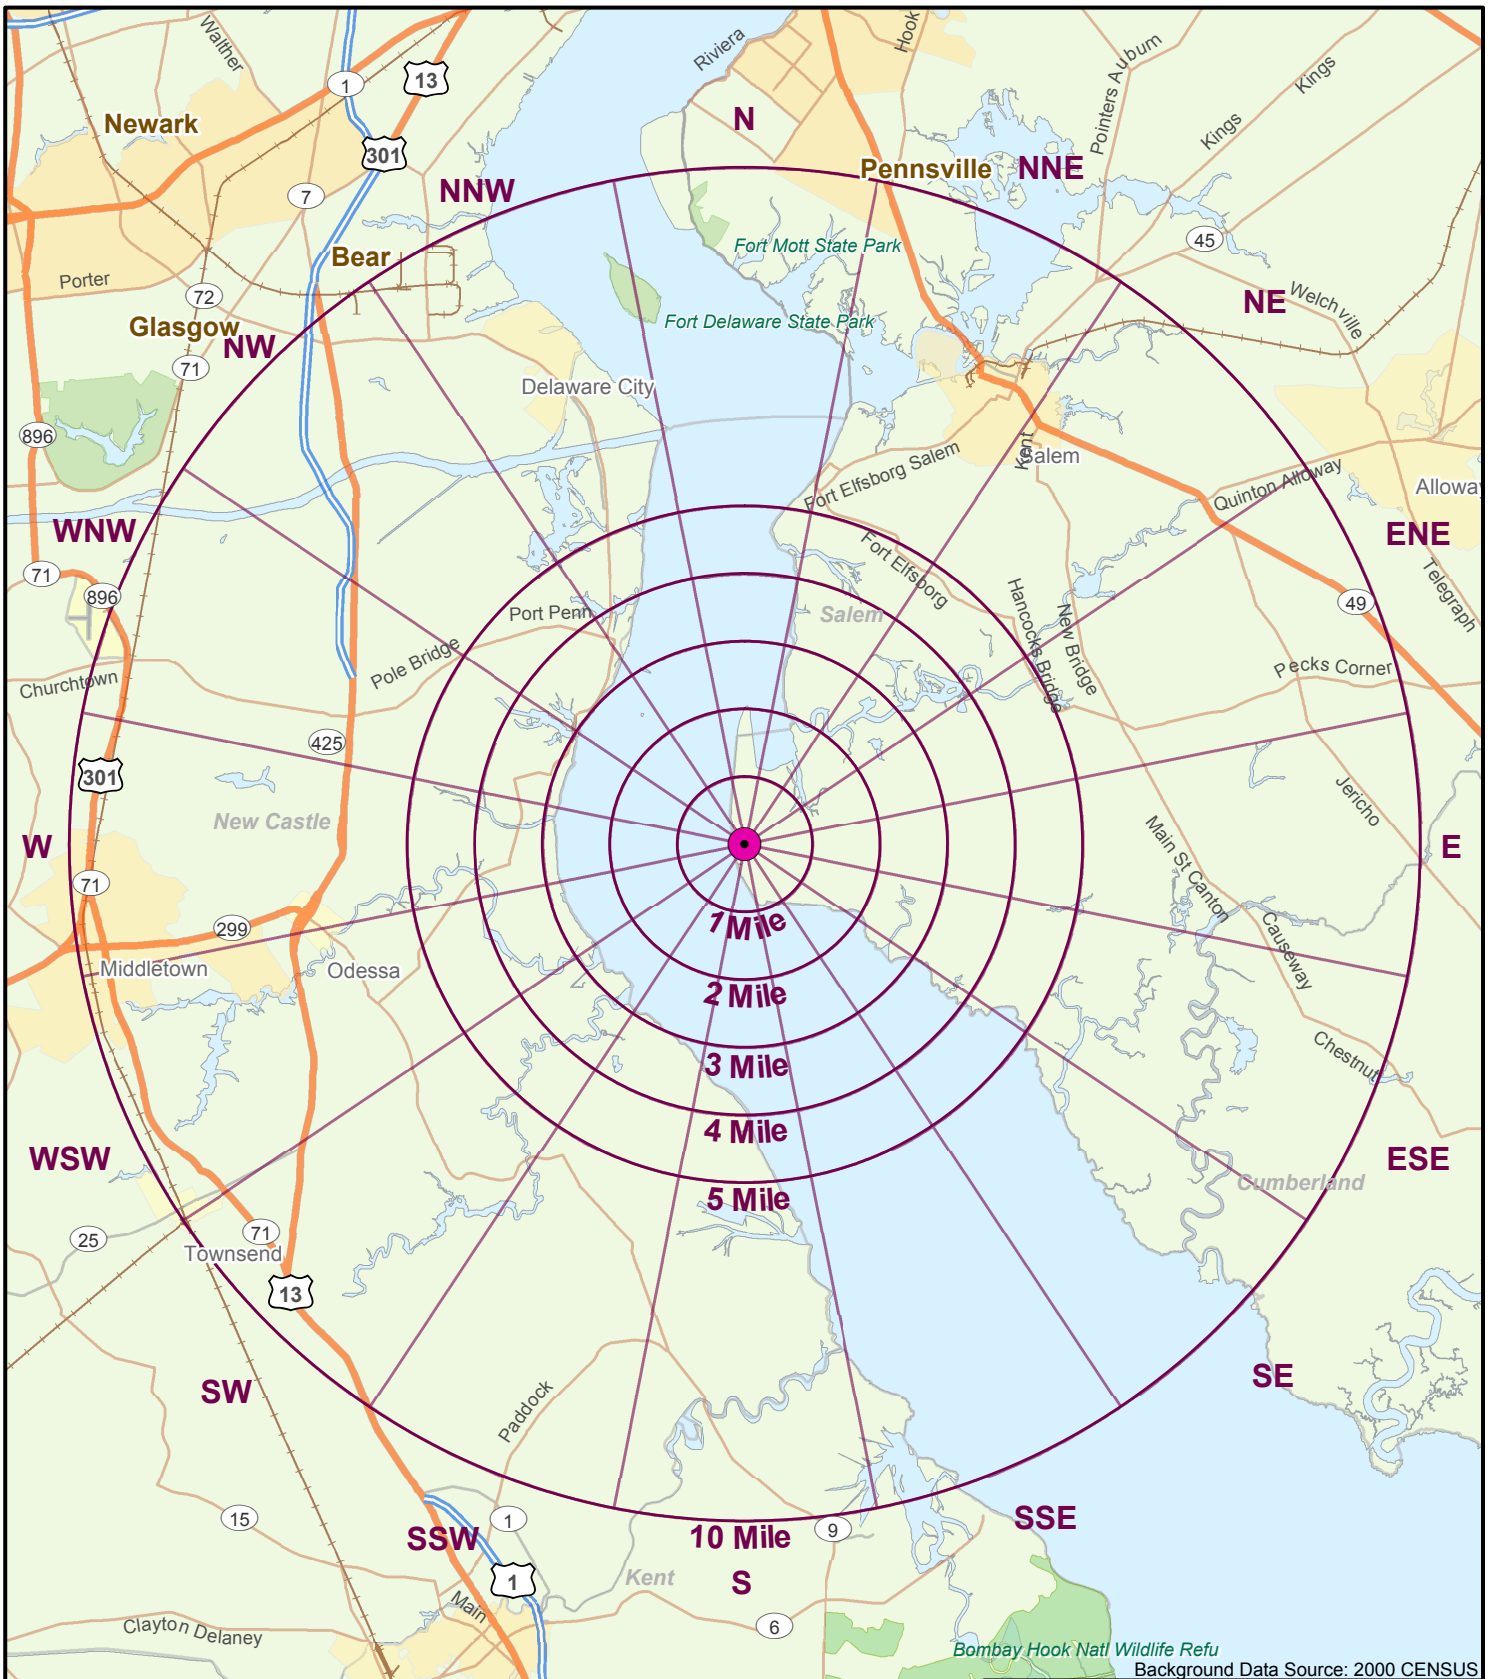 Walther
Riviera
Hook
Pointers Auburn
Kings
Kings
1
13
N
Newark
301
Pennsville
NNE
7
NNW
45
Bear
Fort Mott State Park
Porter
72
NE
Welchville
Glasgow
NW
Fort Delaware State Park
71
Delaware City
896
Kent
Salem
Fort Elfsborg Salem
Quinton Alloway
Alloway
WNW
ENE
Fort Elfsborg
71
896
Telegraph
49
Port Penn
Salem
Hancocks Bridge
New Bridge
Pole Bridge
Churchtown
Pecks Corner
425
301
Jericho
New Castle
W
E
Main St Canton
71
299
1 Mile
Causeway
Middletown
Odessa
2 Mile
3 Mile
Chestnut
4 Mile
WSW
ESE
Cumberland
5 Mile
25
71
Townsend
13
SW
SE
Paddock
15
1
SSE
SSW
10 Mile
9
1
Kent
S
Main
6
Clayton Delaney
Bombay Hook Natl Wildlife Refu
Background Data Source: 2000 CENSUS